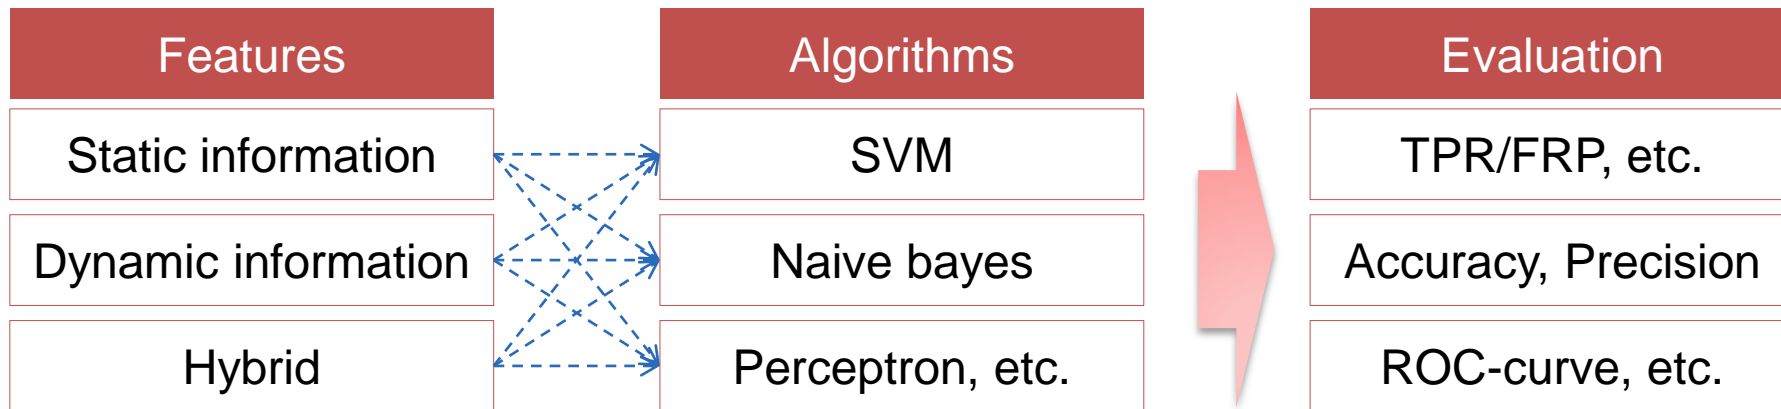 Features
Static information
Dynamic information
Hybrid
Algorithms
SVM
Naive bayes
Perceptron, etc.
Evaluation
TPR/FRP, etc.
Accuracy, Precision
ROC-curve, etc.